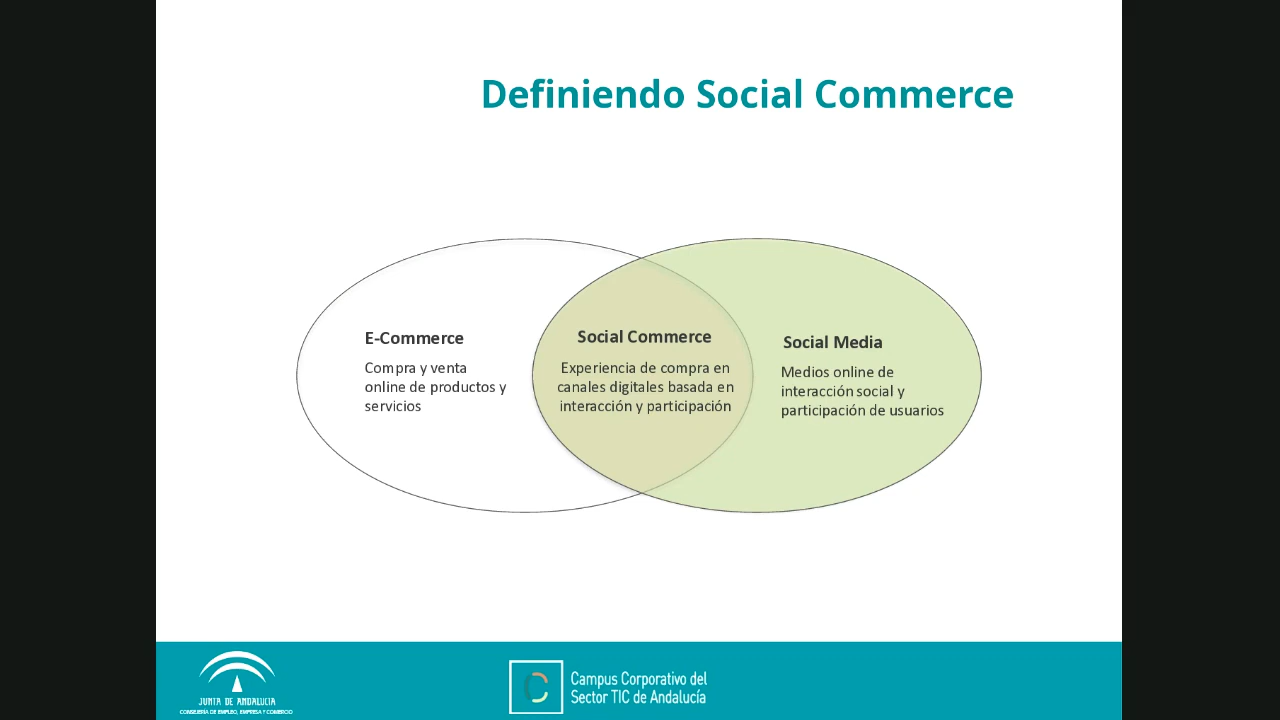 Definiendo Social Commerce
E-Commerce
Compra y venta
online de productos y
servicios
Social Commerce
Experiencia de compra en
canales digitales basada en
interacción y participación
Social Media
Medios online de
interacción social y
participación de usuarios
JUNTA DE ANDALUCIA
CONSEJERÍA DE EMPLEO, EMPRESA Y COMERCIO
Campus Corporativo del
Sector TIC de Andalucía